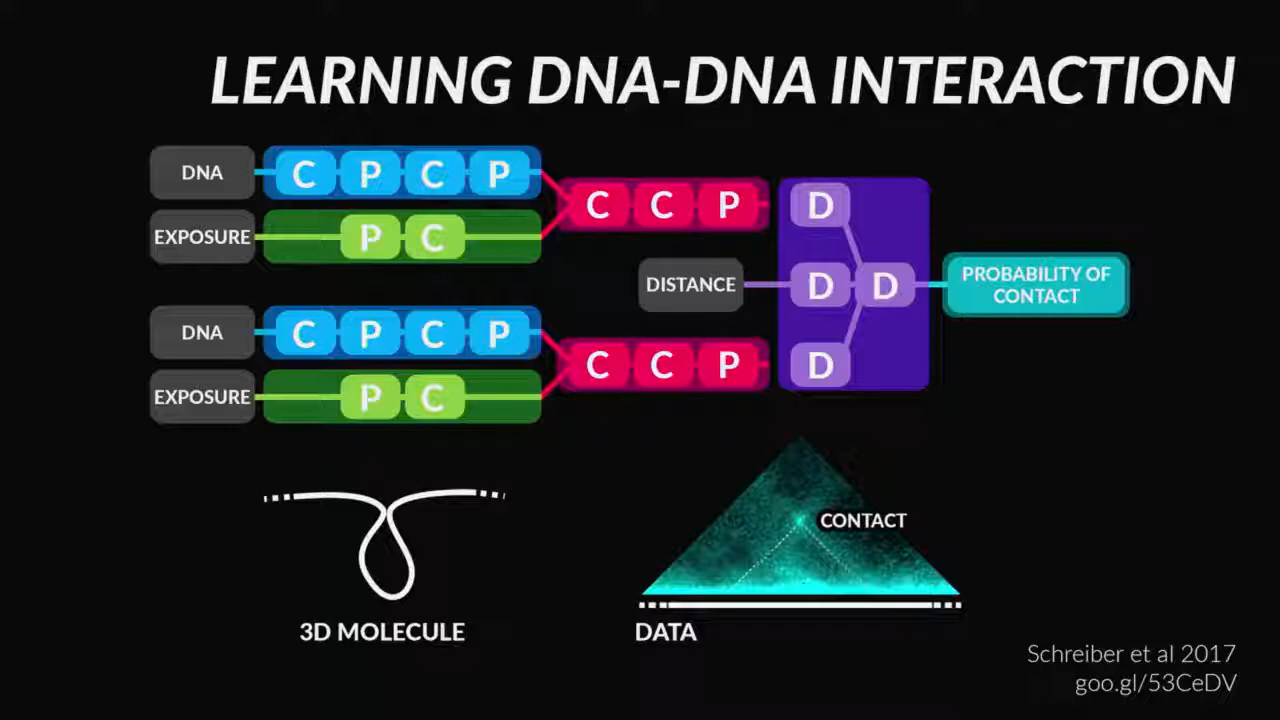 LEARNING DNA-DNA INTERACTION
DNA
C P C P
EXPOSURE
P C
C C P
D
DISTANCE
D D
PROBABILITY OF
CONTACT
DNA
C P C P
EXPOSURE
P C
C C P
D
CONTACT
3D MOLECULE
DATA
Schreiber et al 2017
goo.gl/53CeDV